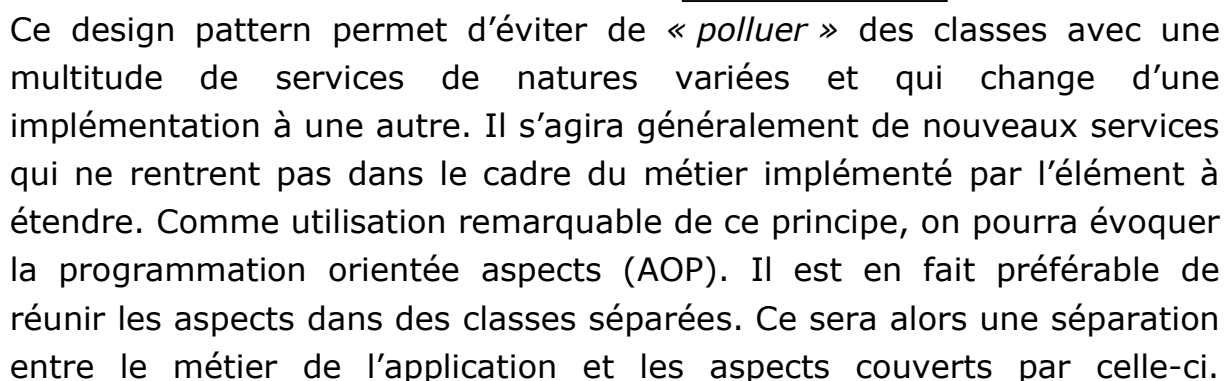 Ce design pattern permet d’éviter de « polluer » des classes avec une
multitude de services de natures variées et qui change d’une
implémentation à une autre. Il s’agira généralement de nouveaux services
qui ne rentrent pas dans le cadre du métier implémenté par l’élément à
étendre. Comme utilisation remarquable de ce principe, on pourra évoquer
la programmation orientée aspects (AOP). Il est en fait préférable de
réunir les aspects dans des classes séparées. Ce sera alors une séparation
entre le métier de l’application et les aspects couverts par celle-ci.